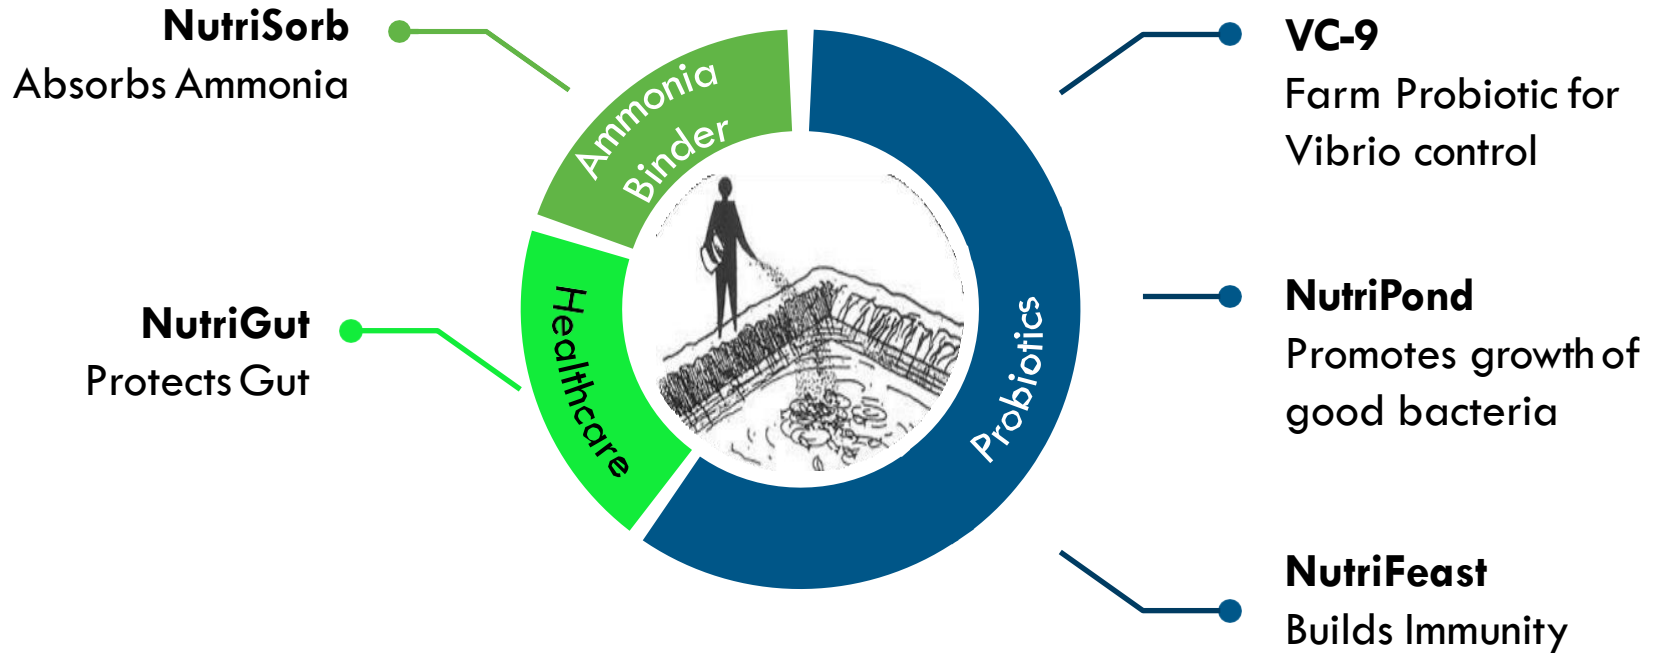 NutriSorb
Absorbs Ammonia
Ammonia
Binder
Healthcare
NutriGut
Protects Gut
Probiotics
VC-9
Farm Probiotic for
Vibrio control
NutriPond
Promotes growth of
good bacteria
NutriFeast
Builds Immunity